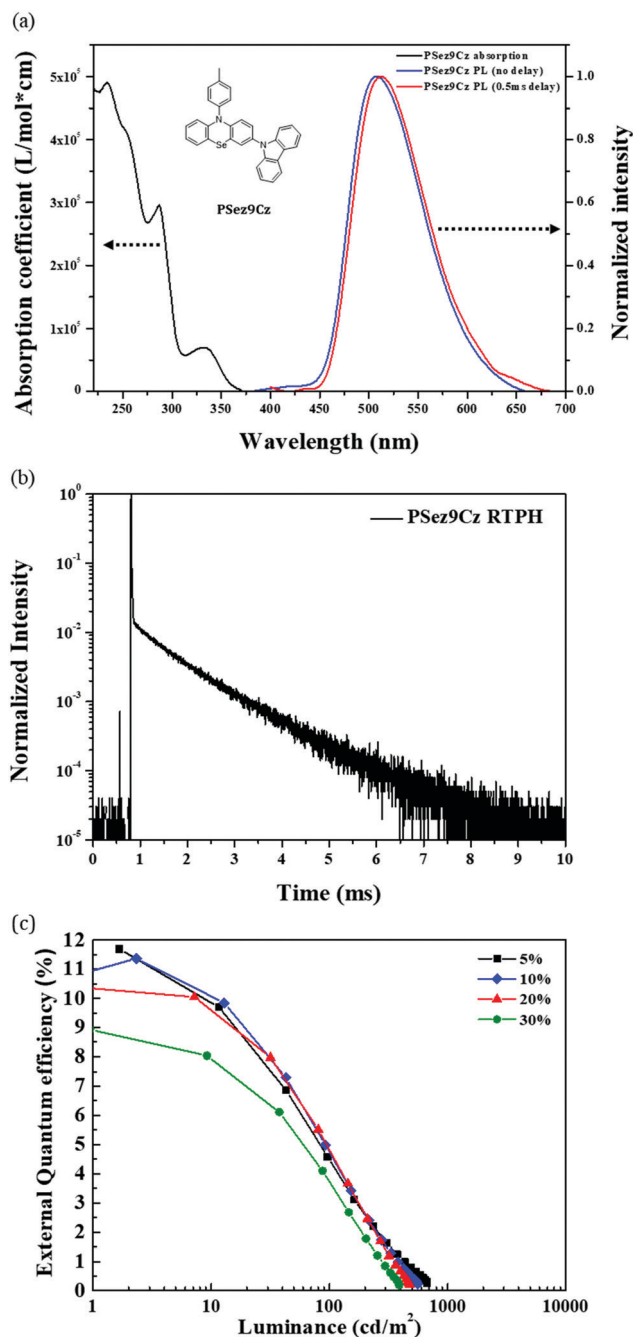 (a)
PSez9Cz absorption
PSez9Cz PL (no delay)
PSez9Cz PL (0.5ms delay)
Se
N
N
PSez9Cz
Absorption coefficient (L/mol*cm)
5x10⁵
4x10⁵
3x10⁵
2x10⁵
1x10⁵
0
Normalized intensity
1.0
0.8
0.6
0.4
0.2
0.0
250 300 350 400 450 500 550 600 650 700
Wavelength (nm)
(b)
PSez9Cz RTPH
Normalized Intensity
10⁰
10⁻¹
10⁻²
10⁻³
10⁻⁴
10⁻⁵
0 1 2 3 4 5 6 7 8 9 10
Time (ms)
(c)
5%
10%
20%
30%
External Quantum efficiency (%)
12
11
10
9
8
7
6
5
4
3
2
1
0
1 10 100 1000 10000
Luminance (cd/m²)